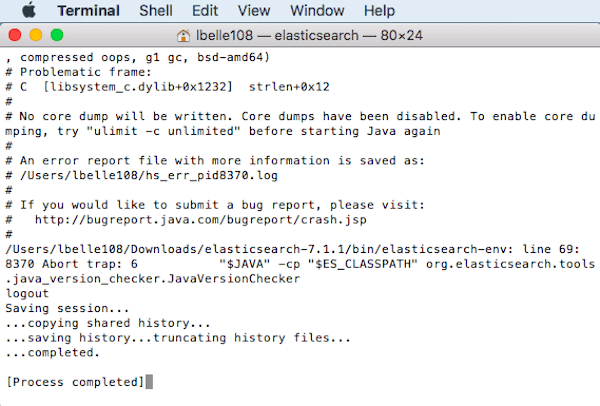 Terminal Shell Edit View Window Help
lbelle108 — elasticsearch — 80×24
, compressed oops, g1 gc, bsd-amd64)
# Problematic frame:
# C  [libsystem_c.dylib+0x1232]  strlen+0x12
#
# No core dump will be written. Core dumps have been disabled. To enable core du
mping, try "ulimit -c unlimited" before starting Java again
#
# An error report file with more information is saved as:
# /Users/lbelle108/hs_err_pid8370.log
#
# If you would like to submit a bug report, please visit:
#   http://bugreport.java.com/bugreport/crash.jsp
#
/Users/lbelle108/Downloads/elasticsearch-7.1.1/bin/elasticsearch-env: line 69:
8370 Abort trap: 6           "$JAVA" -cp "$ES_CLASSPATH" org.elasticsearch.tools
.java_version_checker.JavaVersionChecker
logout
Saving session...
...copying shared history...
...saving history...truncating history files...
...completed.
[Process completed]